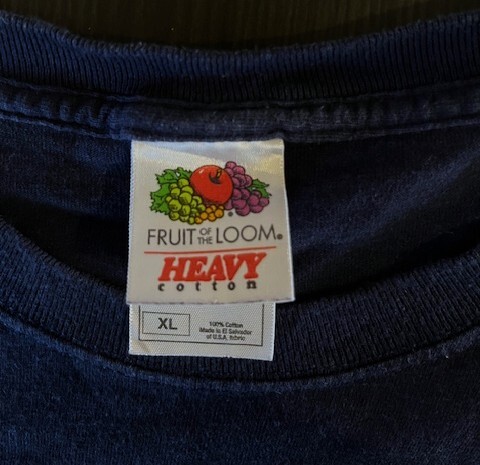 FRUIT OF THE LOOM®
HEAVY
cotton
XL
100% Cotton
Made in El Salvador
of U.S.A. fabric